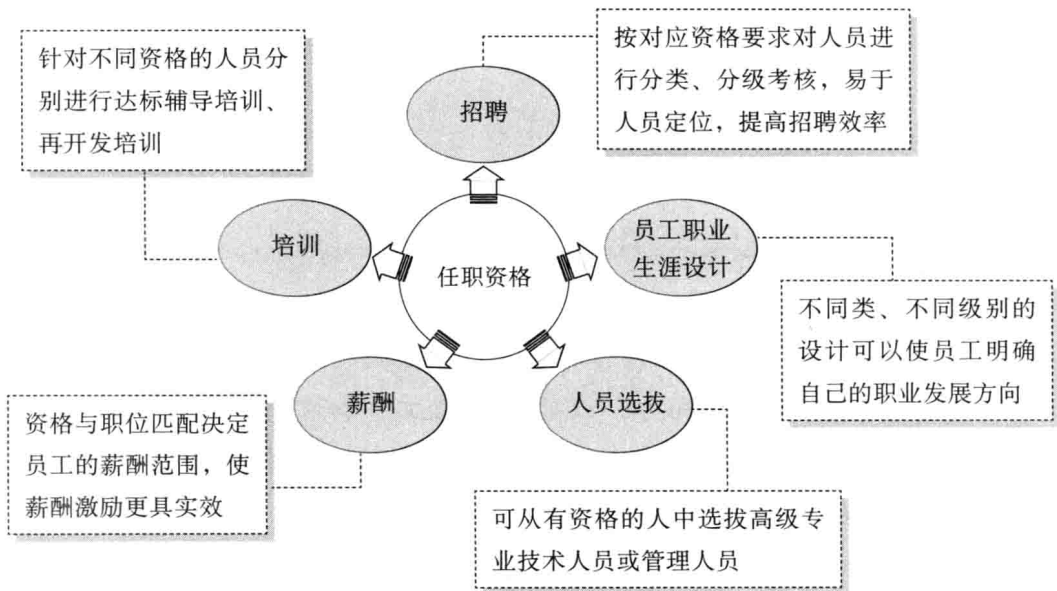 针对不同资格的人员分
别进行达标辅导培训、
再开发培训
按对应资格要求对人员进
行分类、分级考核，易于
人员定位，提高招聘效率
招聘
培训
任职资格
员工职业
生涯设计
不同类、不同级别的
设计可以使员工明确
自己的职业发展方向
薪酬
人员选拔
资格与职位匹配决定
员工的薪酬范围，使
薪酬激励更具实效
可从有资格的人中选拔高级专
业技术人员或管理人员